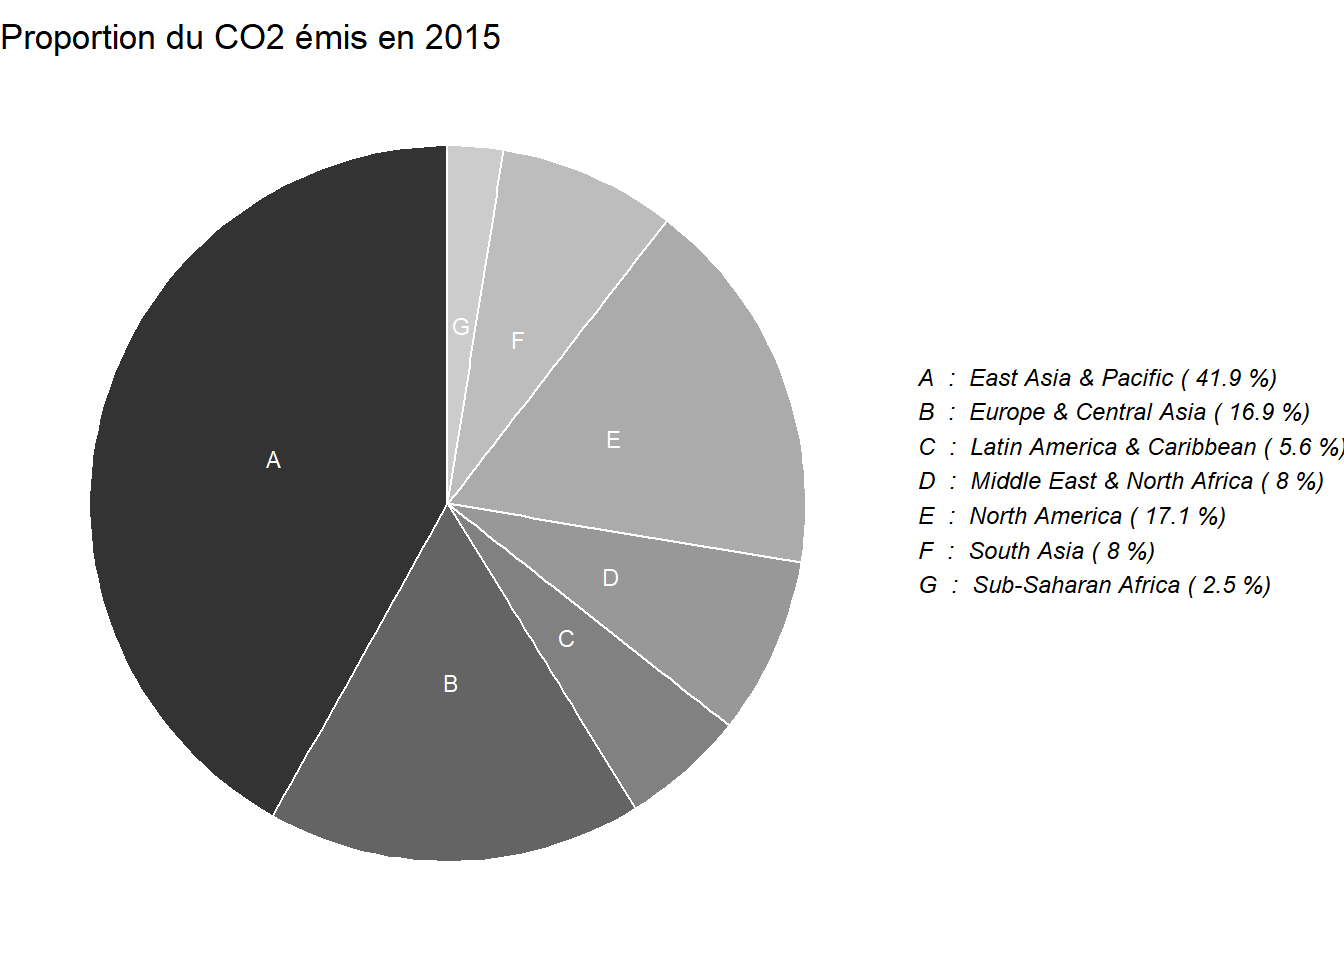 Proportion du CO2 émis en 2015
G
F
E
A
D
C
B
A : East Asia & Pacific ( 41.9 %)
B : Europe & Central Asia ( 16.9 %)
C : Latin America & Caribbean ( 5.6 %)
D : Middle East & North Africa ( 8 %)
E : North America ( 17.1 %)
F : South Asia ( 8 %)
G : Sub-Saharan Africa ( 2.5 %)